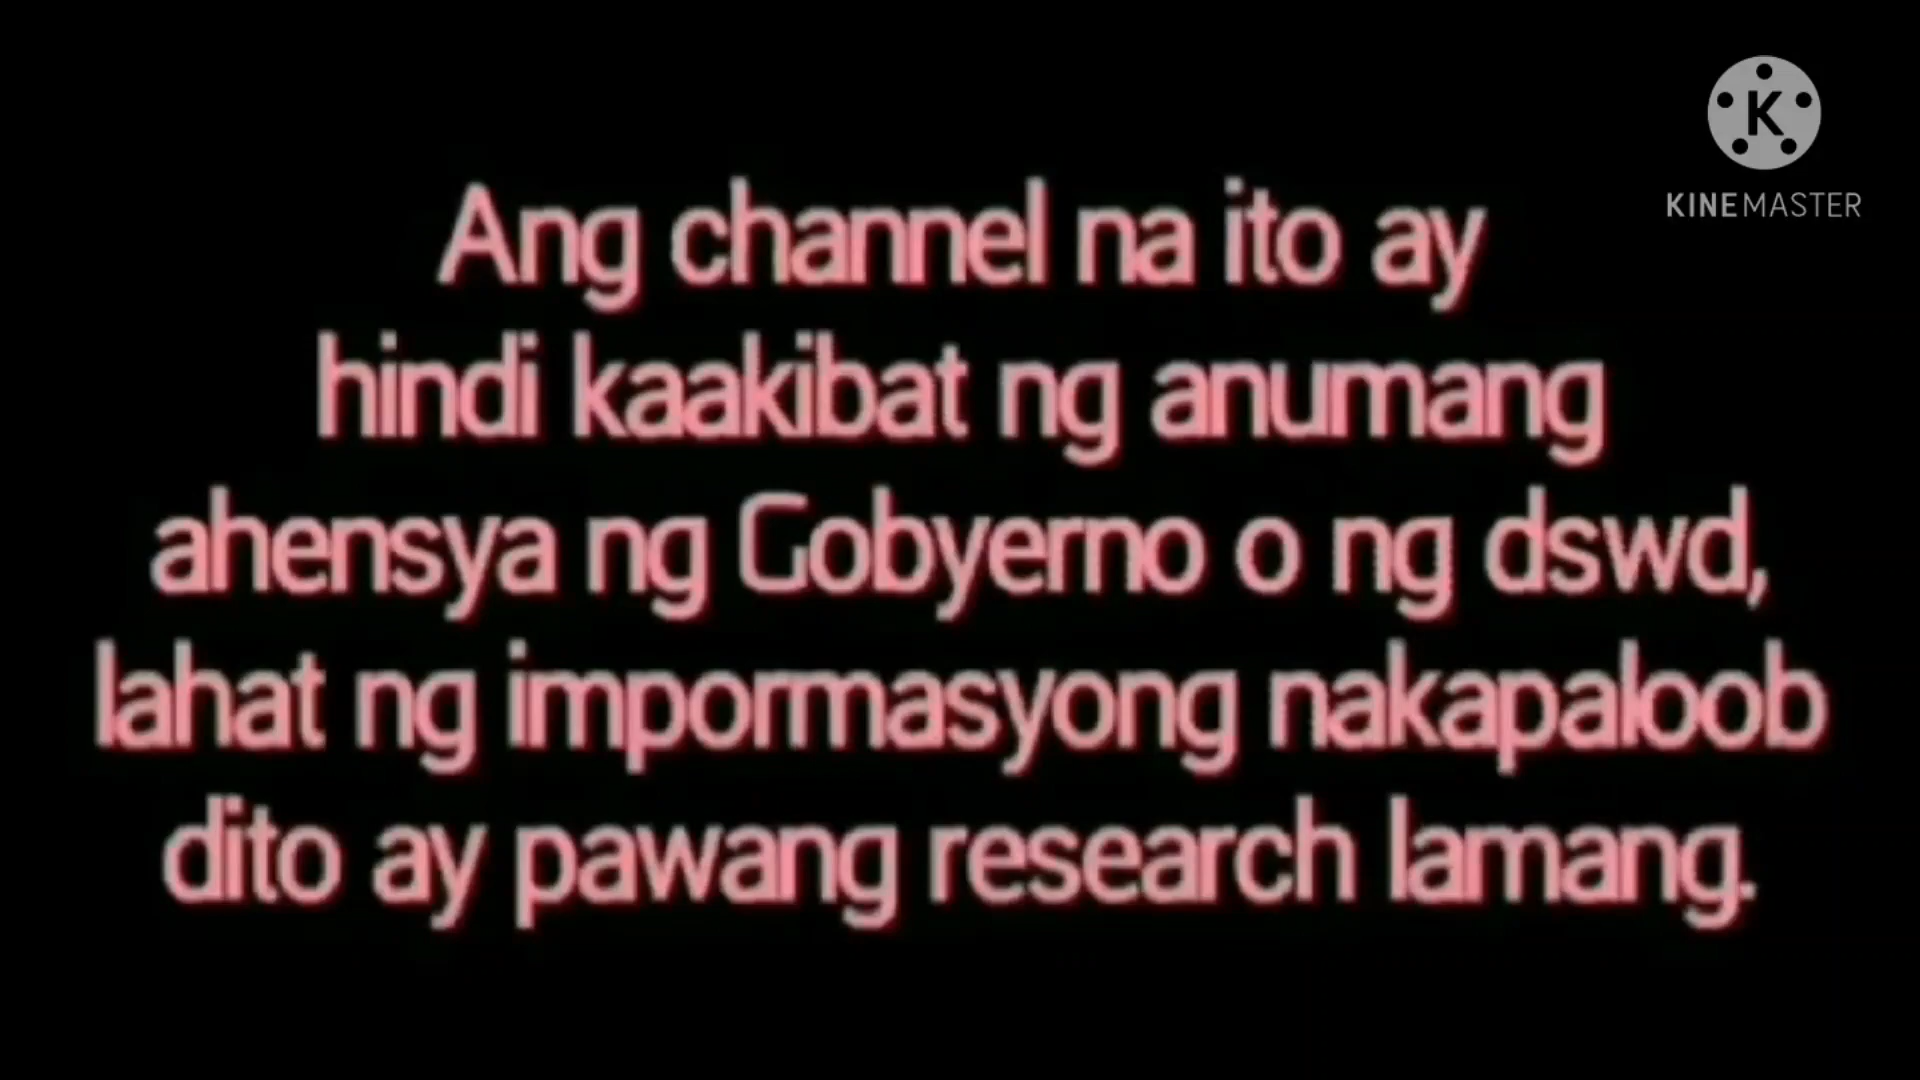 K
KINEMASTER
Ang channel na ito ay
hindi kaakibat ng anumang
ahensya ng Gobyerno o ng dswd,
lahat ng impormasyong nakapaloob
dito ay pawang research lamang.